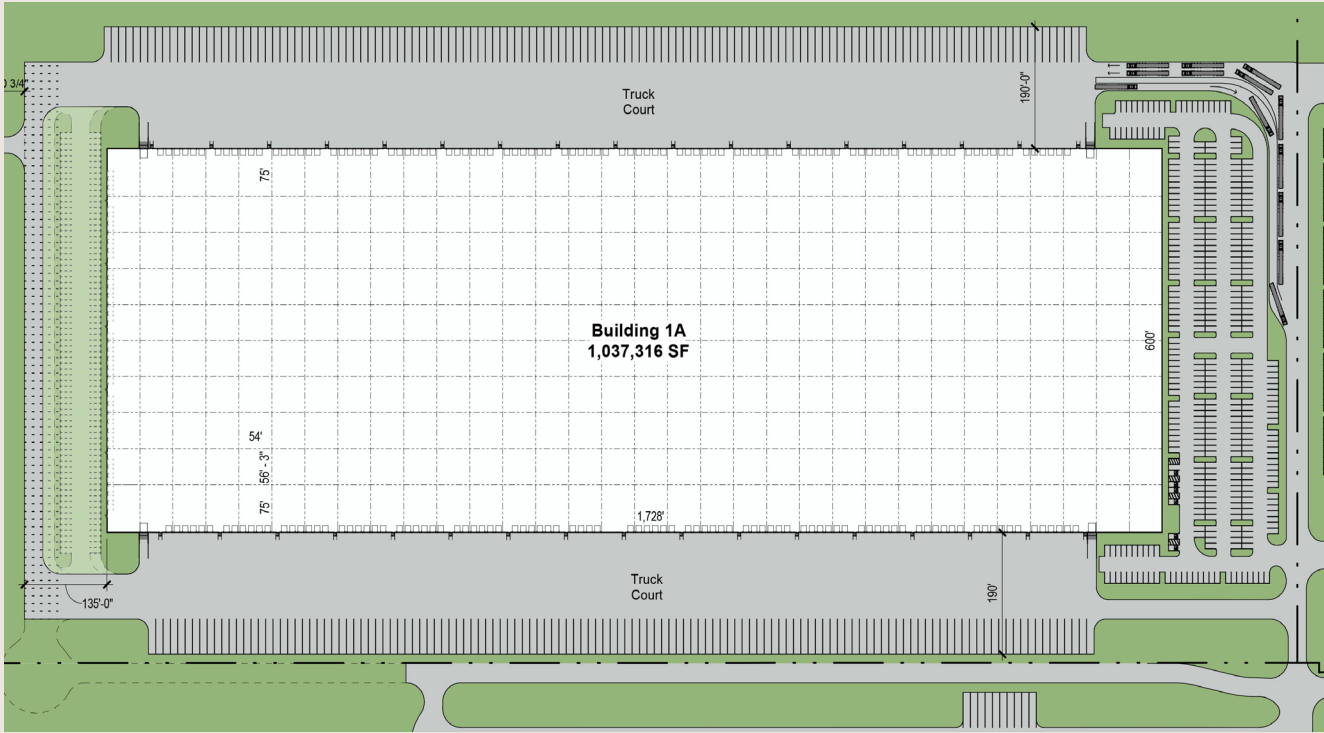 0 3/4"
Truck
Court
190'-0"
75'
Building 1A
1,037,316 SF
600'
54'
56' - 3"
75'
1,728'
Truck
Court
190'
135'-0"